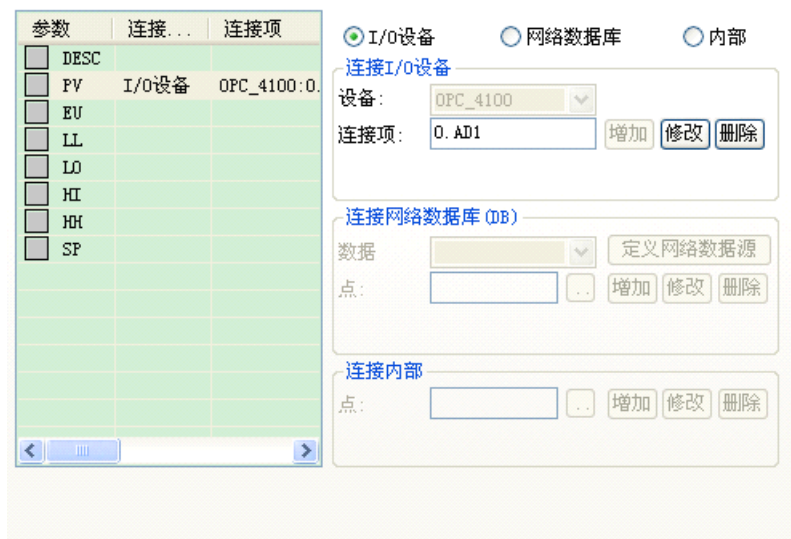 参数 连接... 连接项
DESC
PV I/O设备 OPC_4100:0.
EU
LL
LO
HI
HH
SP
I/O设备 网络数据库 内部
连接I/O设备
设备: OPC_4100
连接项: 0.AD1 增加 修改 删除
连接网络数据库(DB)
数据 定义网络数据源
点: .. 增加 修改 删除
连接内部
点: .. 增加 修改 删除